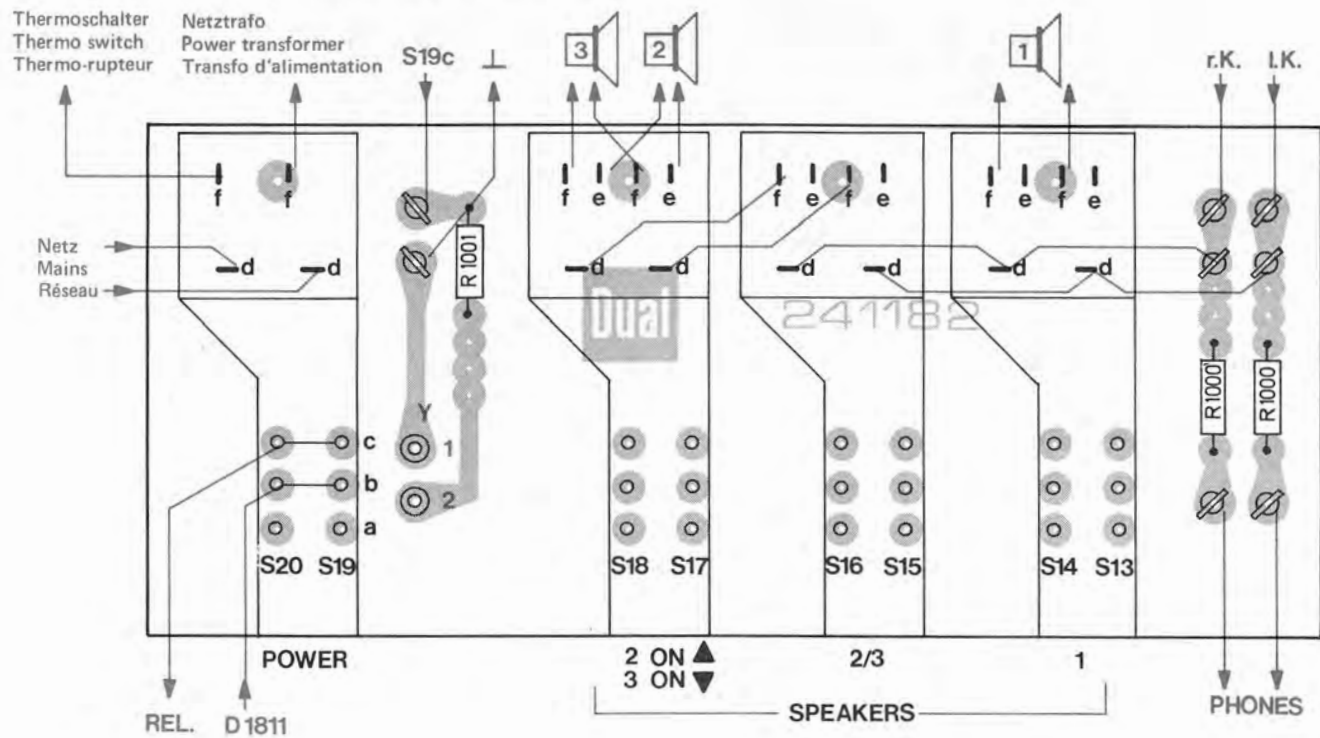 Thermoschalter
Thermo switch
Thermo-rupteur
Netztrafo
Power transformer
Transfo d'alimentation
S19c
⊥
3
2
1
r.K.
l.K.
f
f
f
e
f
e
f
e
f
e
f
e
f
e
Netz
Mains
Réseau
d
d
d
d
d
d
d
d
R 1001
Dual
241182
R1000
R1000
Y
1
2
c
b
a
S20
S19
S18
S17
S16
S15
S14
S13
POWER
2 ON ▲
3 ON ▼
2/3
1
SPEAKERS
PHONES
REL.
D 1811